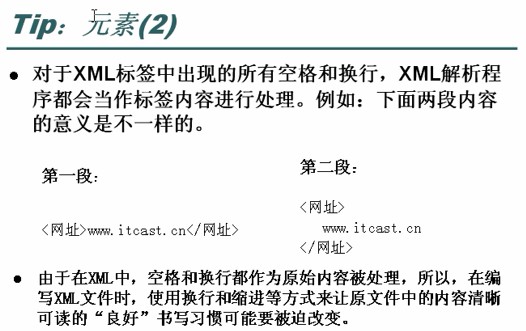 Tip：元素(2)
● 对于XML标签中出现的所有空格和换行，XML解析程
序都会当作标签内容进行处理。例如：下面两段内容
的意义是不一样的。
第一段：
<网址>www.itcast.cn</网址>
第二段：
<网址>
www.itcast.cn
</网址>
● 由于在XML中，空格和换行都作为原始内容被处理，所以，在编
写XML文件时，使用换行和缩进等方式来让原文件中的内容清晰
可读的“良好”书写习惯可能要被迫改变。